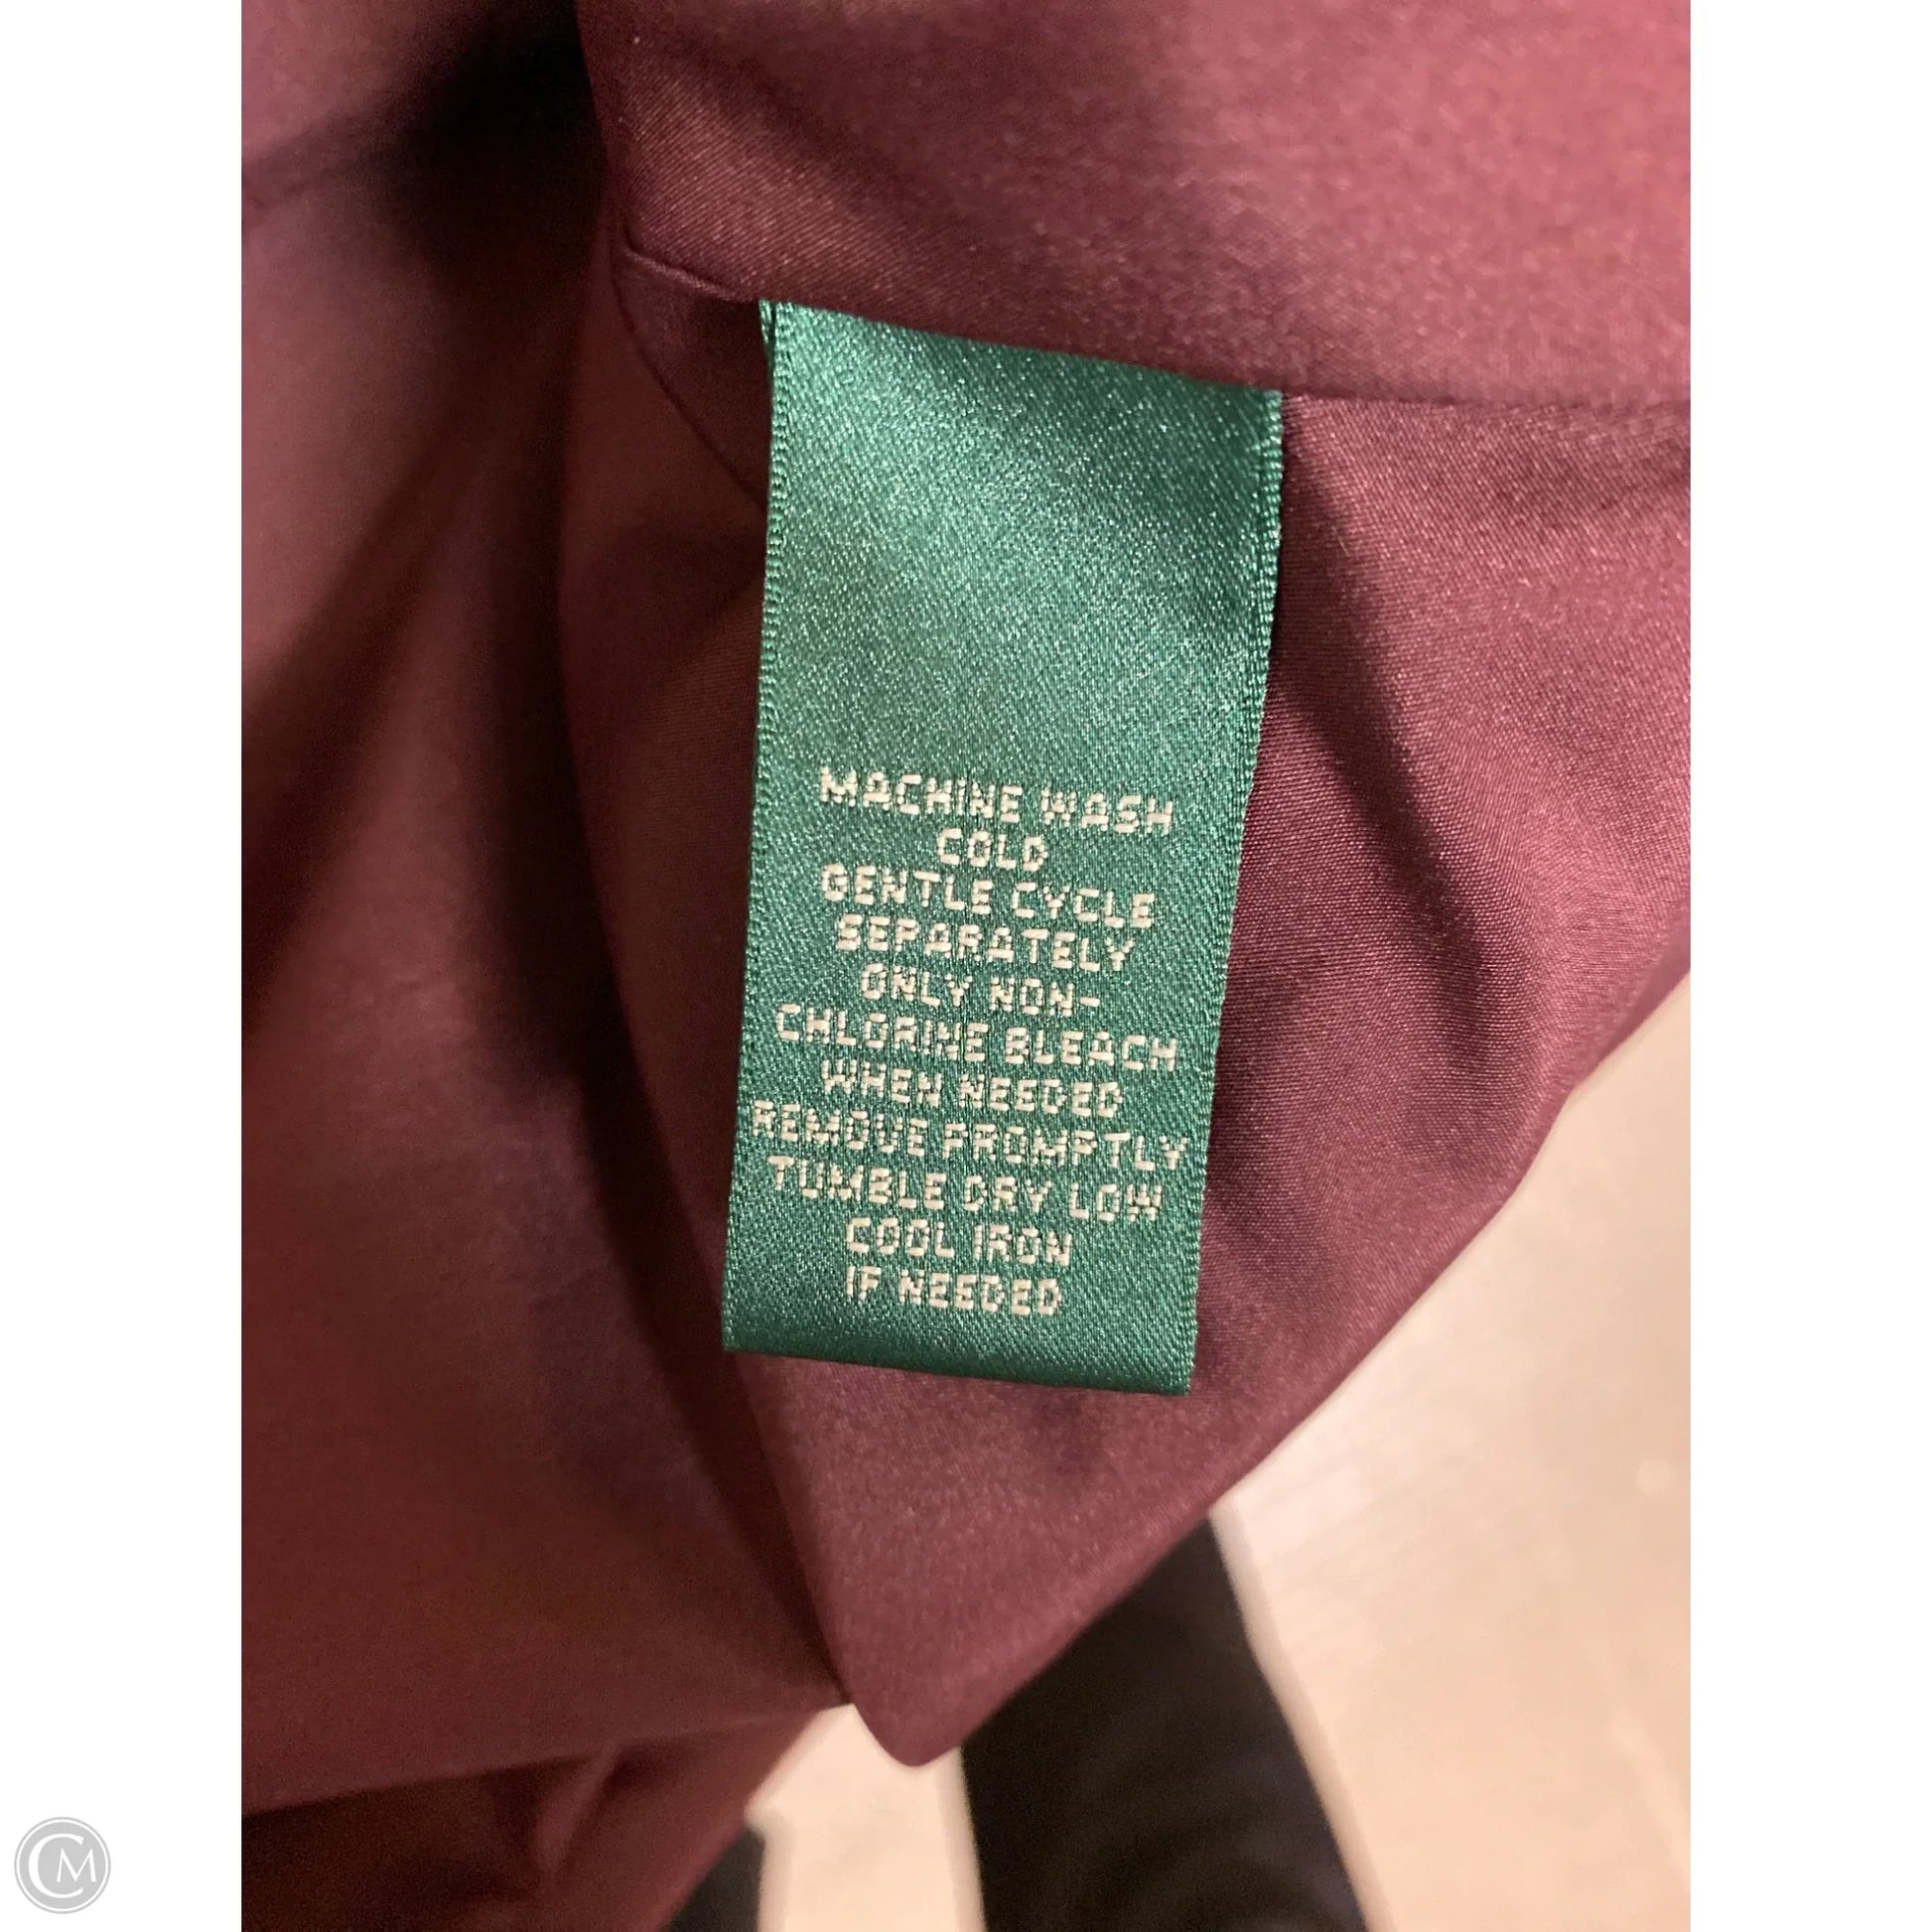 MACHINE WASH
COLD
GENTLE CYCLE
SEPARATELY
ONLY NON-
CHLORINE BLEACH
WHEN NEEDED
REMOVE PROMPTLY
TUMBLE DRY LOW
COOL IRON
IF NEEDED
CM